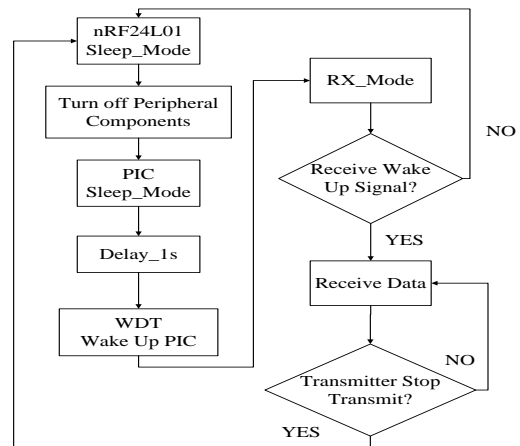 nRF24L01
Sleep_Mode
Turn off Peripheral
Components
PIC
Sleep_Mode
Delay_1s
WDT
Wake Up PIC
RX_Mode
NO
Receive Wake
Up Signal?
YES
Receive Data
NO
Transmitter Stop
Transmit?
YES